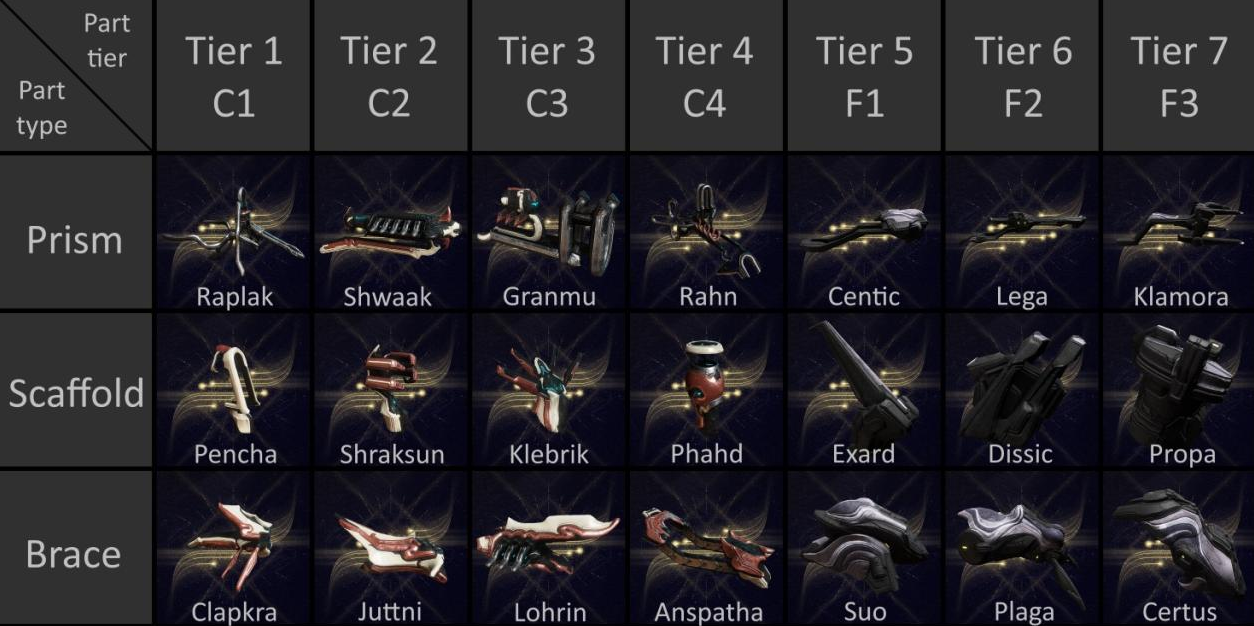 Part
tier
Part
type
Tier 1
C1
Tier 2
C2
Tier 3
C3
Tier 4
C4
Tier 5
F1
Tier 6
F2
Tier 7
F3
Prism
Raplak
Shwaak
Granmu
Rahn
Centic
Lega
Klamora
Scaffold
Pencha
Shraksun
Klebrik
Phahd
Exard
Dissic
Propa
Brace
Clapkra
Juttni
Lohrin
Anspatha
Suo
Plaga
Certus